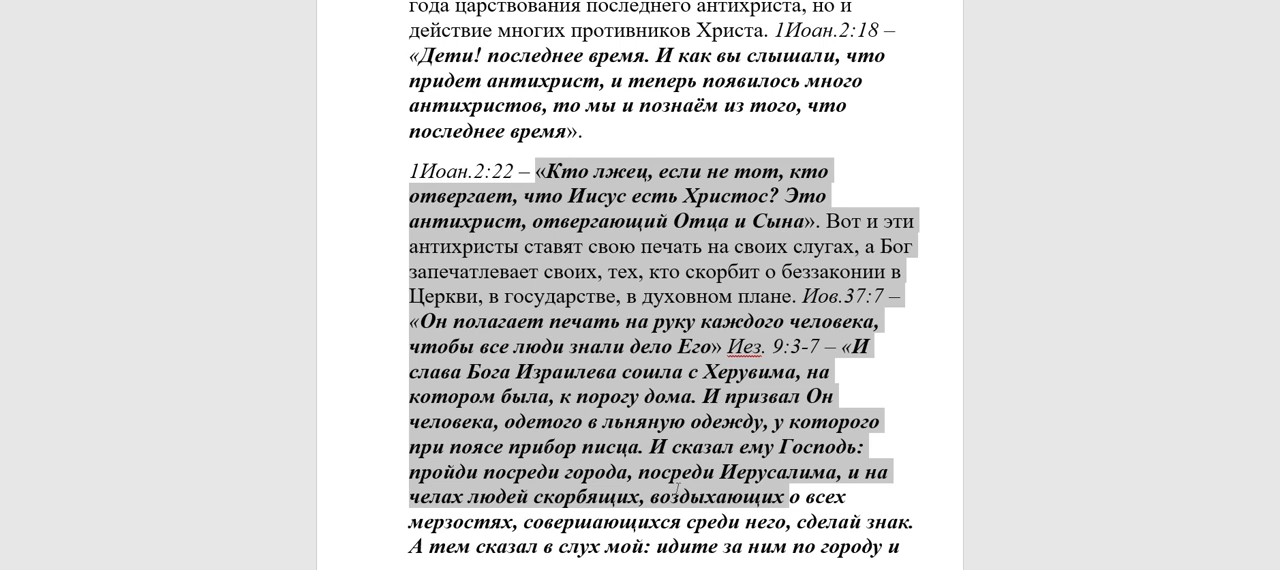 года царствования последнего антихриста, но и
действие многих противников Христа. 1Иоан.2:18 –
«Дети! последнее время. И как вы слышали, что
придет антихрист, и теперь появилось много
антихристов, то мы и познаём из того, что
последнее время».
1Иоан.2:22 – «Кто лжец, если не тот, кто
отвергает, что Иисус есть Христос? Это
антихрист, отвергающий Отца и Сына». Вот и эти
антихристы ставят свою печать на своих слугах, а Бог
запечатлевает своих, тех, кто скорбит о беззаконии в
Церкви, в государстве, в духовном плане. Иов.37:7 –
«Он полагает печать на руку каждого человека,
чтобы все люди знали дело Его» Иез. 9:3-7 – «И
слава Бога Израилева сошла с Херувима, на
котором была, к порогу дома. И призвал Он
человека, одетого в льняную одежду, у которого
при поясе прибор писца. И сказал ему Господь:
пройди посреди города, посреди Иерусалима, и на
челах людей скорбящих, воздыхающих о всех
мерзостях, совершающихся среди него, сделай знак.
А тем сказал в слух мой: идите за ним по городу и